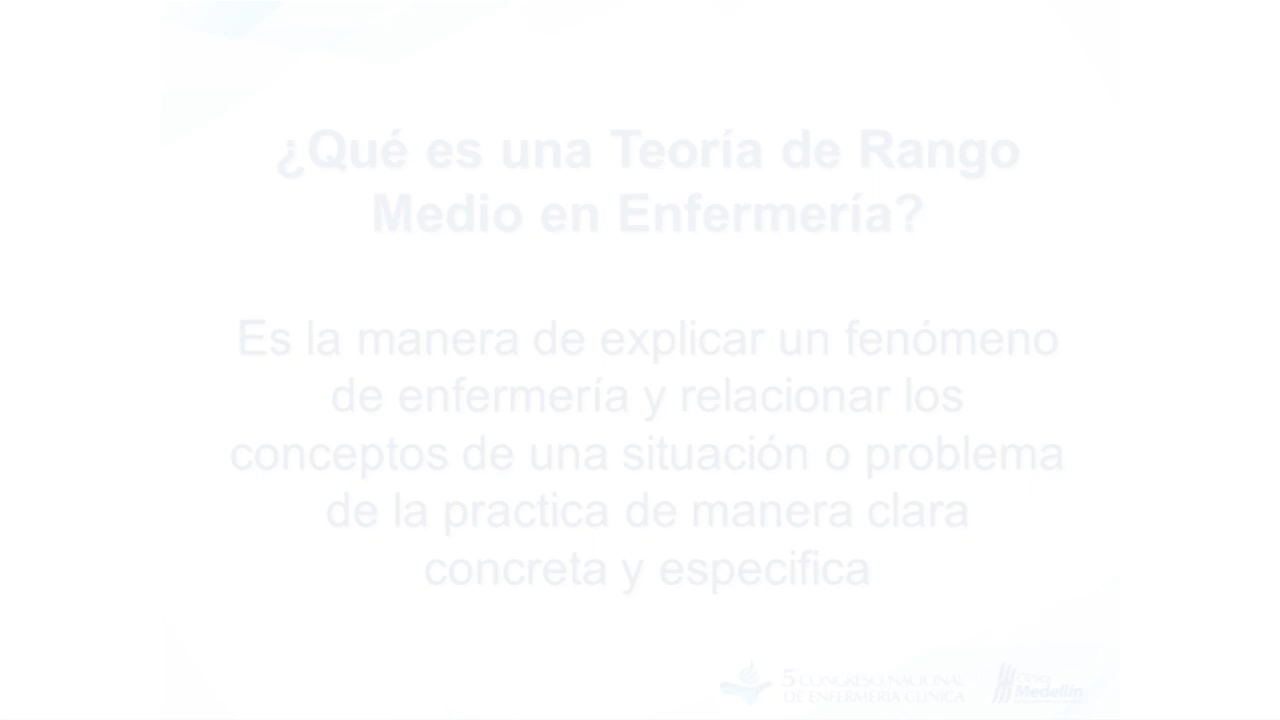 ¿Qué es una Teoría de Rango
Medio en Enfermería?
Es la manera de explicar un fenómeno
de enfermería y relacionar los
conceptos de una situación o problema
de la practica de manera clara
concreta y especifica
5 CONGRESO NACIONAL
DE ENFERMERÍA CLÍNICA
Medellín